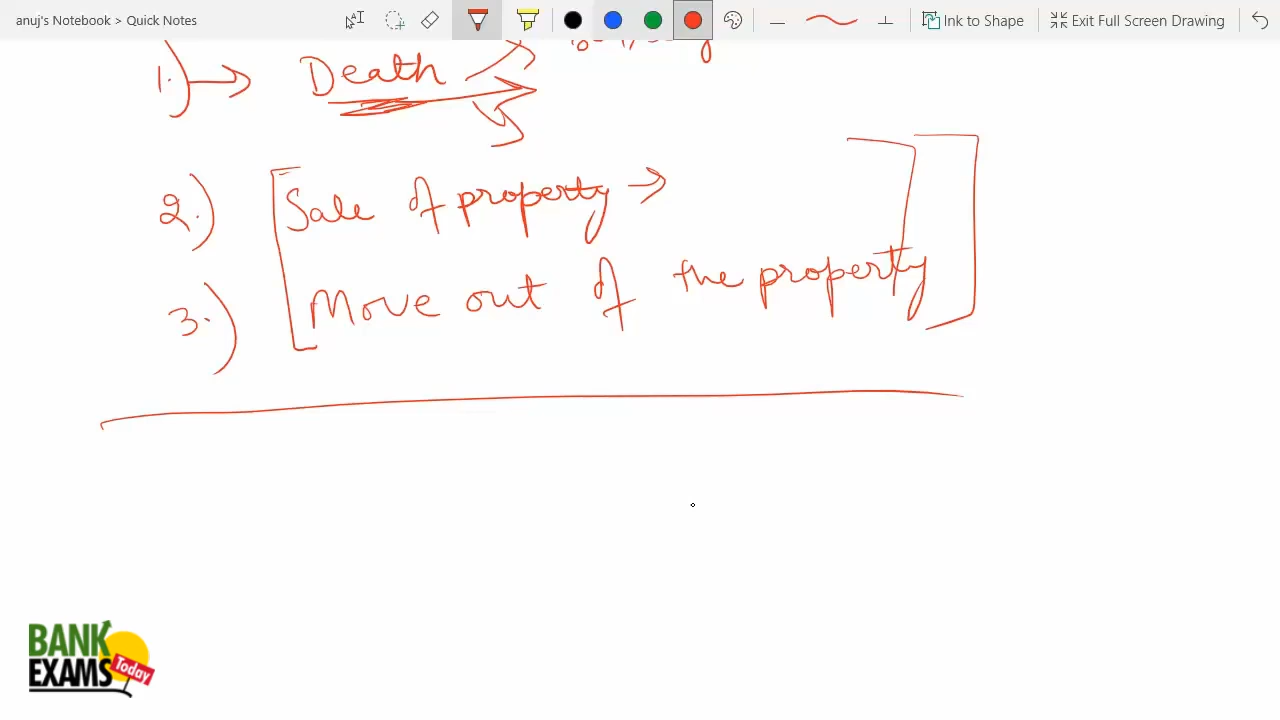 anuj's Notebook > Quick Notes
Ink to Shape
Exit Full Screen Drawing
1.) → Death
2.) Sale of property →
3.) Move out of the property
BANK
EXAMS
Today